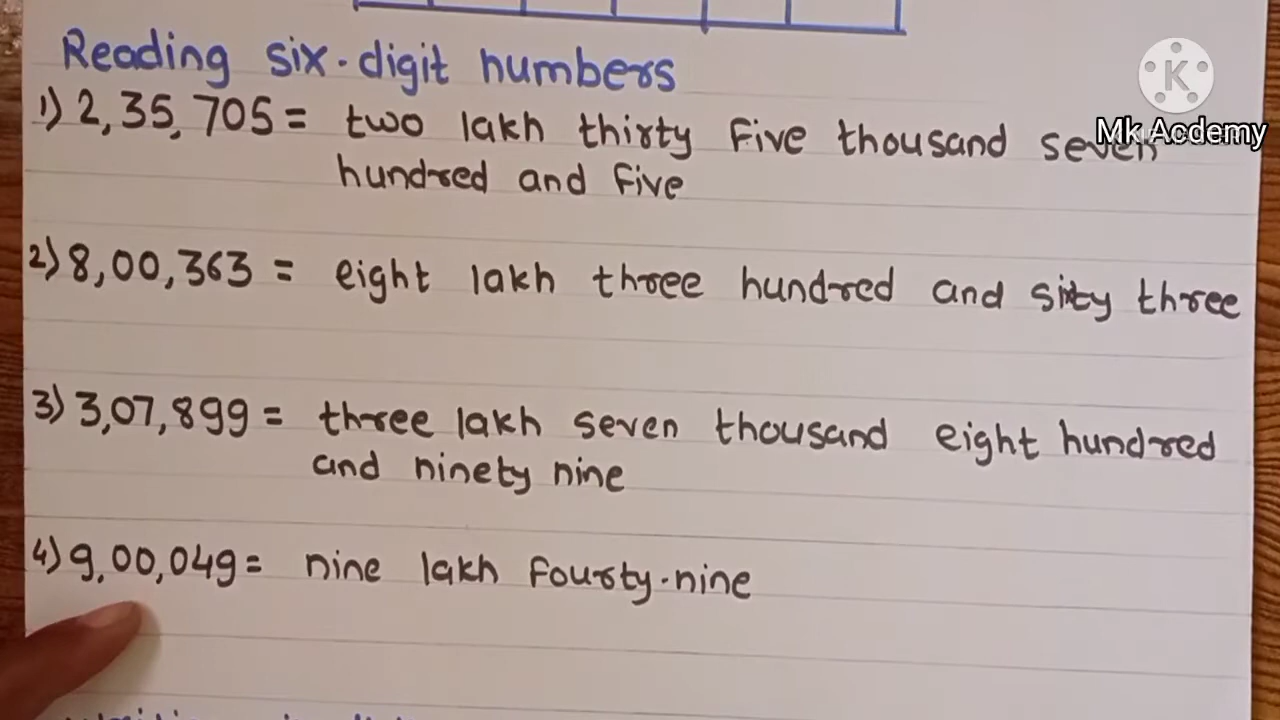 Reading six-digit numbers
1) 2,35,705 = two lakh thirty five thousand seven
hundred and five
2) 8,00,363 = eight lakh three hundred and sixty three
3) 3,07,899 = three lakh seven thousand eight hundred
and ninety nine
4) 9,00,049 = nine lakh fourty-nine
K
Mk Acdemy